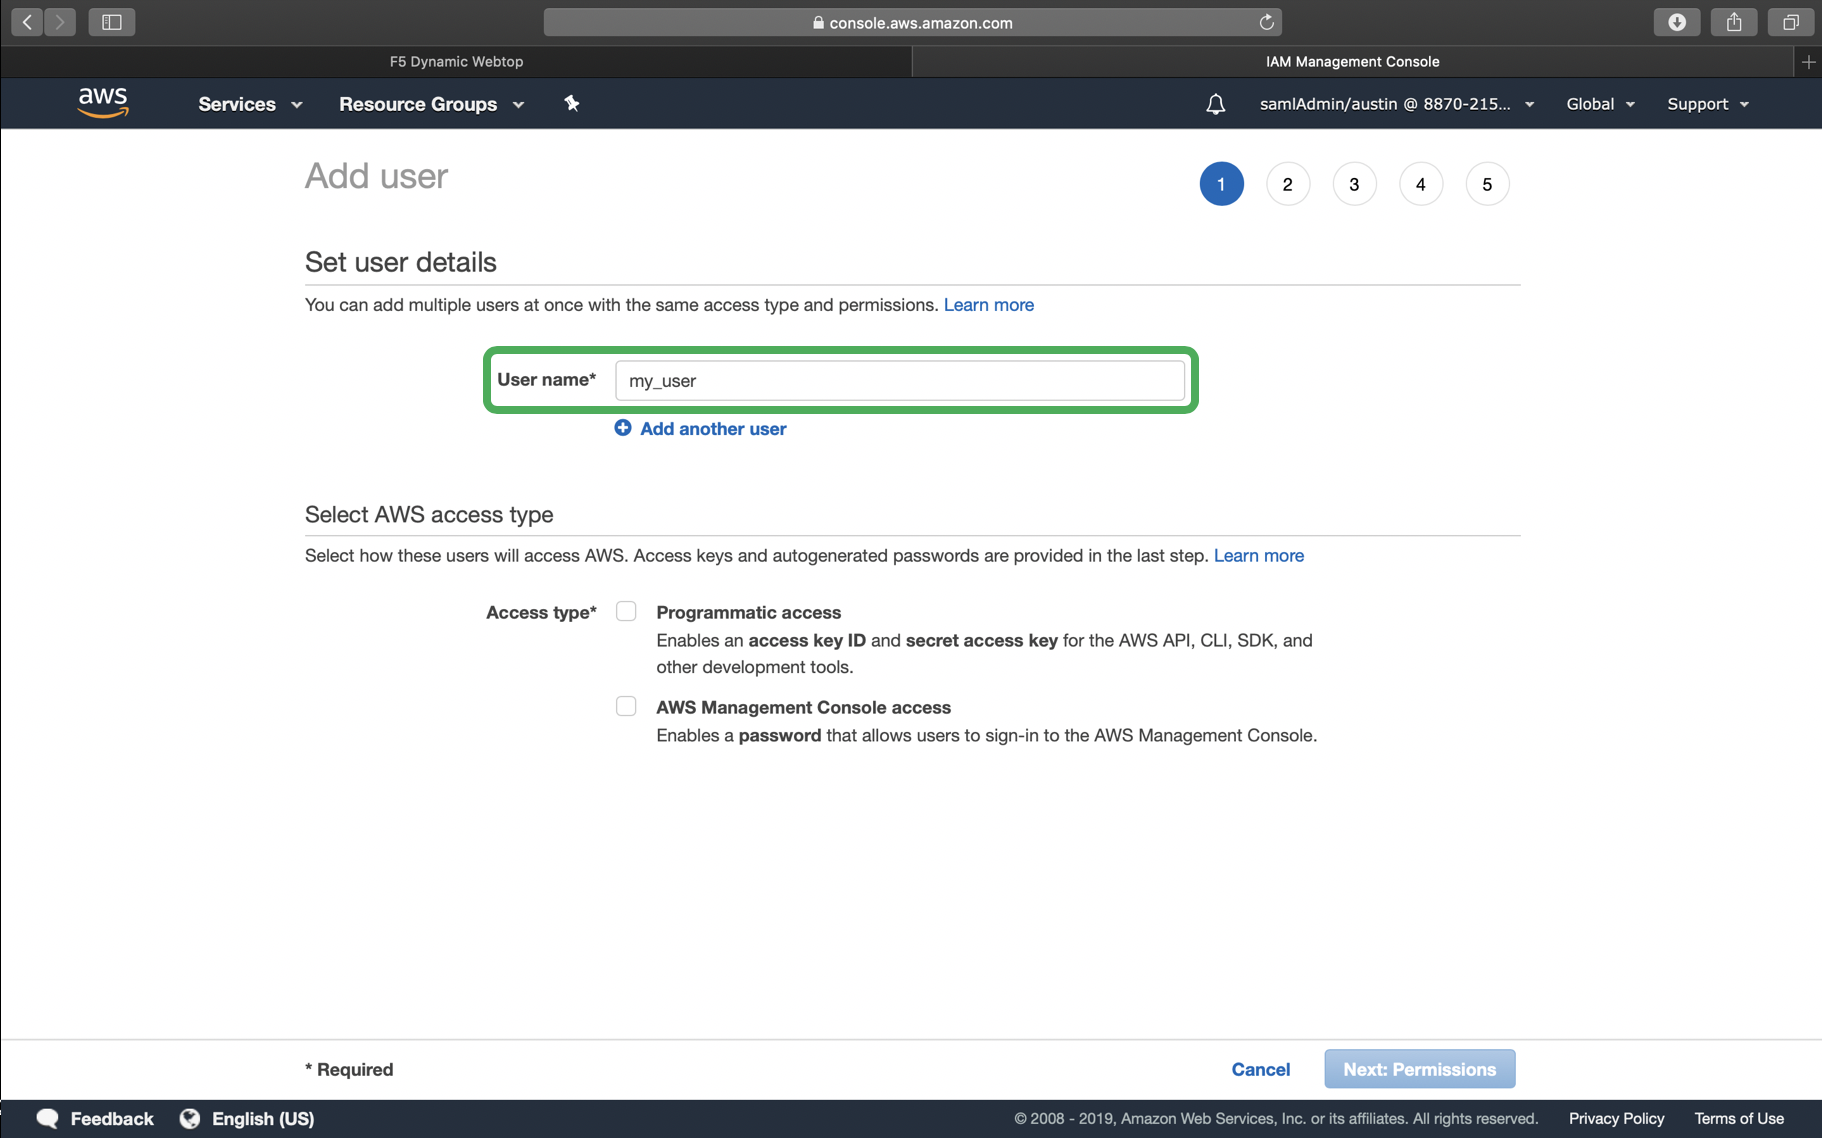 console.aws.amazon.com
F5 Dynamic Webtop
IAM Management Console
aws
Services
Resource Groups
samlAdmin/austin @ 8870-215...
Global
Support
Add user
1
2
3
4
5
Set user details
You can add multiple users at once with the same access type and permissions. Learn more
User name*
my_user
Add another user
Select AWS access type
Select how these users will access AWS. Access keys and autogenerated passwords are provided in the last step. Learn more
Access type*
Programmatic access
Enables an access key ID and secret access key for the AWS API, CLI, SDK, and
other development tools.
AWS Management Console access
Enables a password that allows users to sign-in to the AWS Management Console.
* Required
Cancel
Next: Permissions
Feedback
English (US)
© 2008 - 2019, Amazon Web Services, Inc. or its affiliates. All rights reserved.
Privacy Policy
Terms of Use